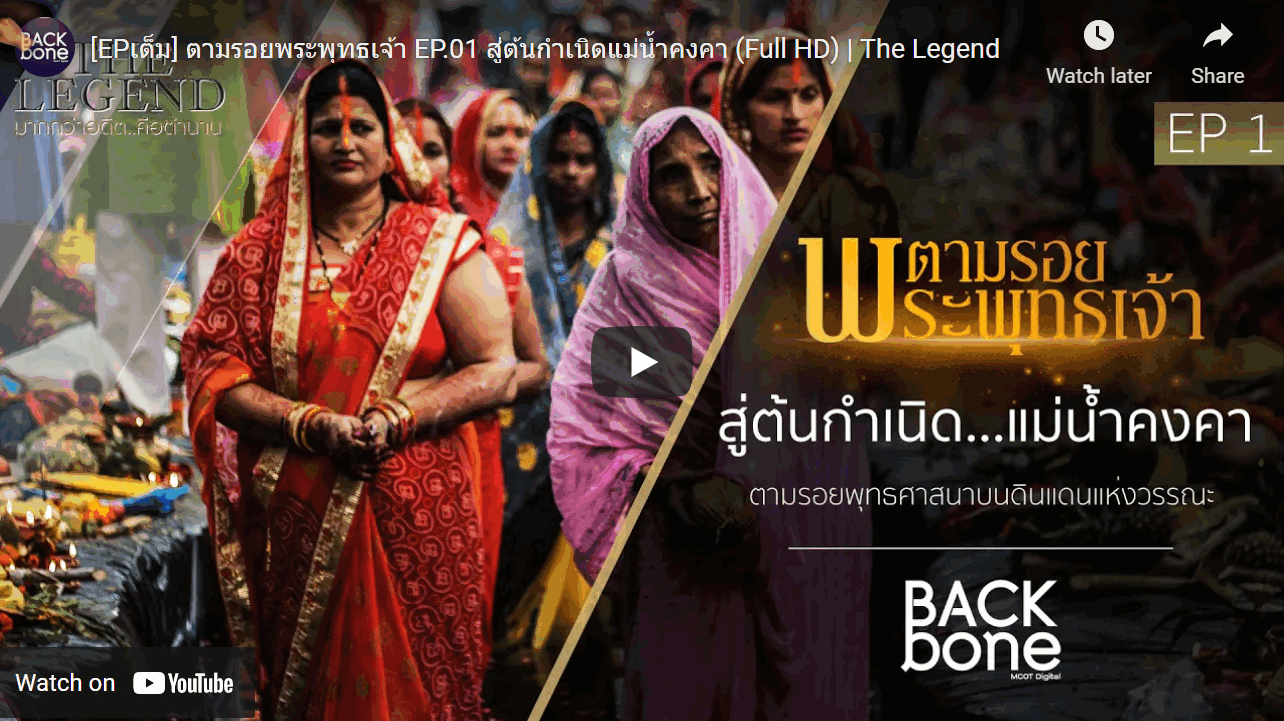 BACK
bone
[EPเต็ม] ตามรอยพระพุทธเจ้า EP.01 สู่ต้นกำเนิดแม่น้ำคงคา (Full HD) | The Legend
Watch later
Share
THE
LEGEND
มากกว่าอดีต..คือตำนาน
EP 1
พ
ตามรอย
พระพุทธเจ้า
สู่ต้นกำเนิด...แม่น้ำคงคา
ตามรอยพุทธศาสนาบนดินแดนแห่งวรรณะ
BACK
bone
MCOT Digital
Watch on YouTube